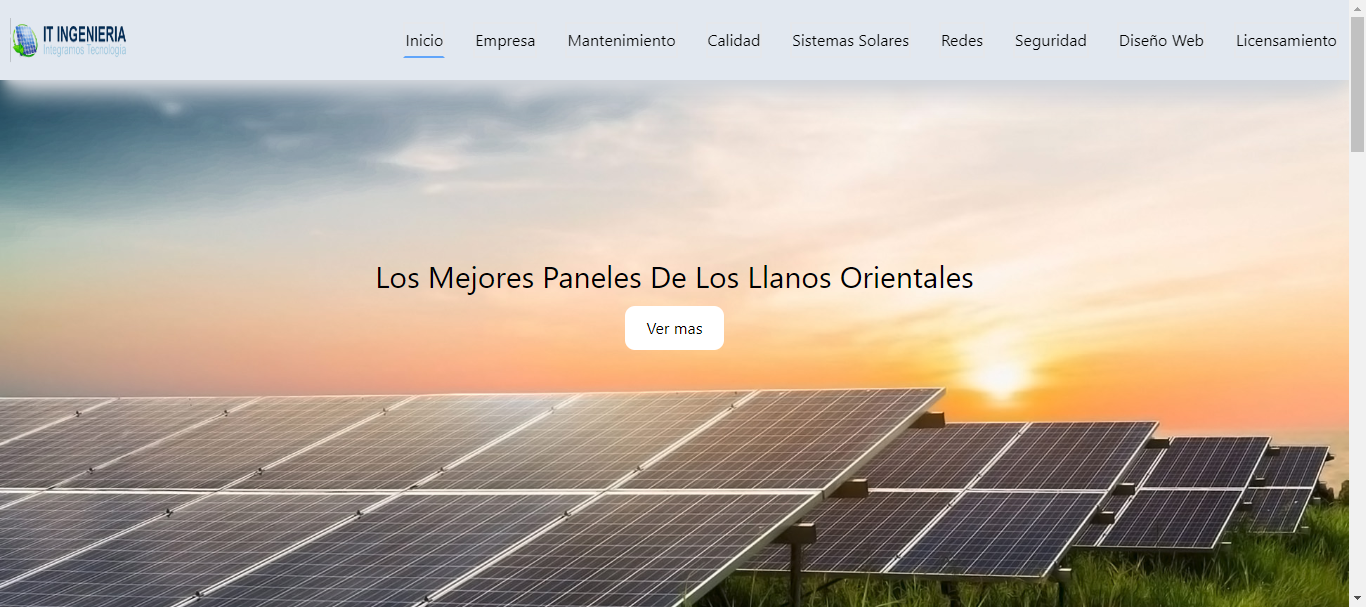 IT INGENIERIA
Integramos Tecnología
Inicio
Empresa
Mantenimiento
Calidad
Sistemas Solares
Redes
Seguridad
Diseño Web
Licensamiento
Los Mejores Paneles De Los Llanos Orientales
Ver mas